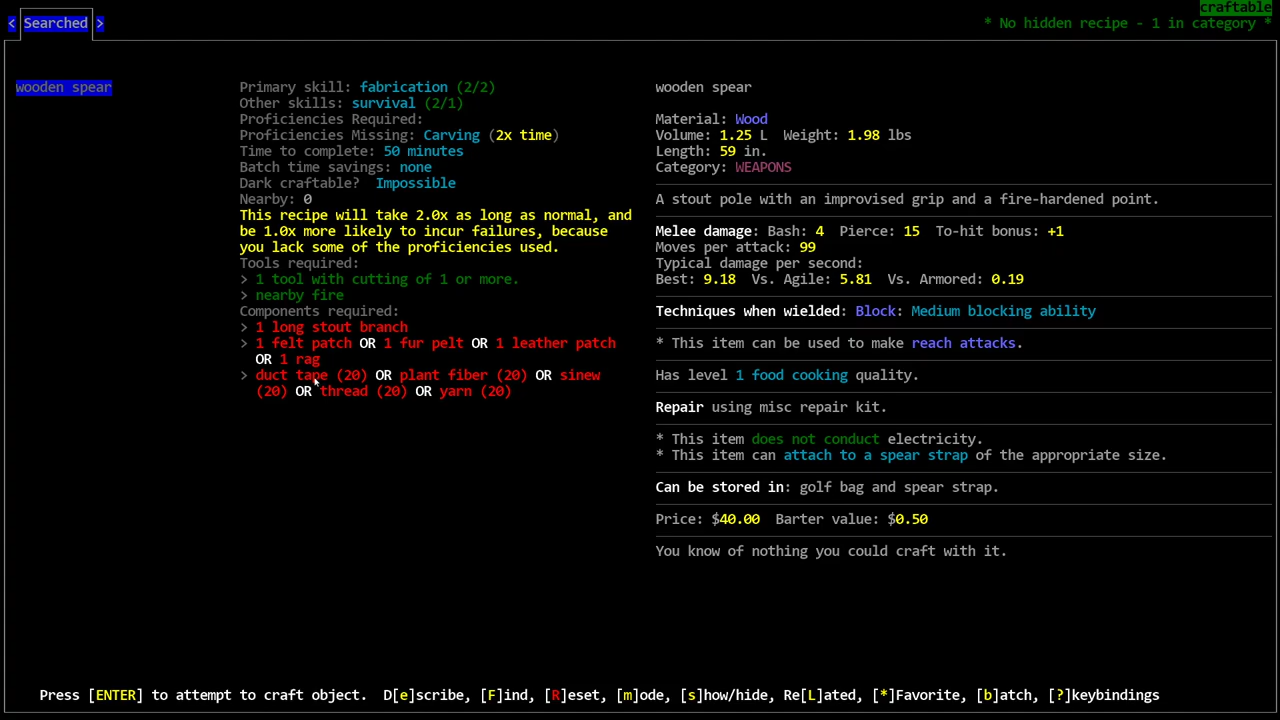 craftable
< Searched >
* No hidden recipe - 1 in category *
wooden spear
Primary skill: fabrication (2/2)
Other skills: survival (2/1)
Proficiencies Required:
Proficiencies Missing: Carving (2x time)
Time to complete: 50 minutes
Batch time savings: none
Dark craftable? Impossible
Nearby: 0
This recipe will take 2.0x as long as normal, and
be 1.0x more likely to incur failures, because
you lack some of the proficiencies used.
Tools required:
> 1 tool with cutting of 1 or more.
> nearby fire
Components required:
> 1 long stout branch
> 1 felt patch OR 1 fur pelt OR 1 leather patch
OR 1 rag
> duct tape (20) OR plant fiber (20) OR sinew
(20) OR thread (20) OR yarn (20)
wooden spear
Material: Wood
Volume: 1.25 L Weight: 1.98 lbs
Length: 59 in.
Category: WEAPONS
A stout pole with an improvised grip and a fire-hardened point.
Melee damage: Bash: 4 Pierce: 15 To-hit bonus: +1
Moves per attack: 99
Typical damage per second:
Best: 9.18 Vs. Agile: 5.81 Vs. Armored: 0.19
Techniques when wielded: Block: Medium blocking ability
* This item can be used to make reach attacks.
Has level 1 food cooking quality.
Repair using misc repair kit.
* This item does not conduct electricity.
* This item can attach to a spear strap of the appropriate size.
Can be stored in: golf bag and spear strap.
Price: $40.00 Barter value: $0.50
You know of nothing you could craft with it.
Press [ENTER] to attempt to craft object. D[e]scribe, [F]ind, [R]eset, [m]ode, [s]how/hide, Re[L]ated, [*]Favorite, [b]atch, [?]keybindings